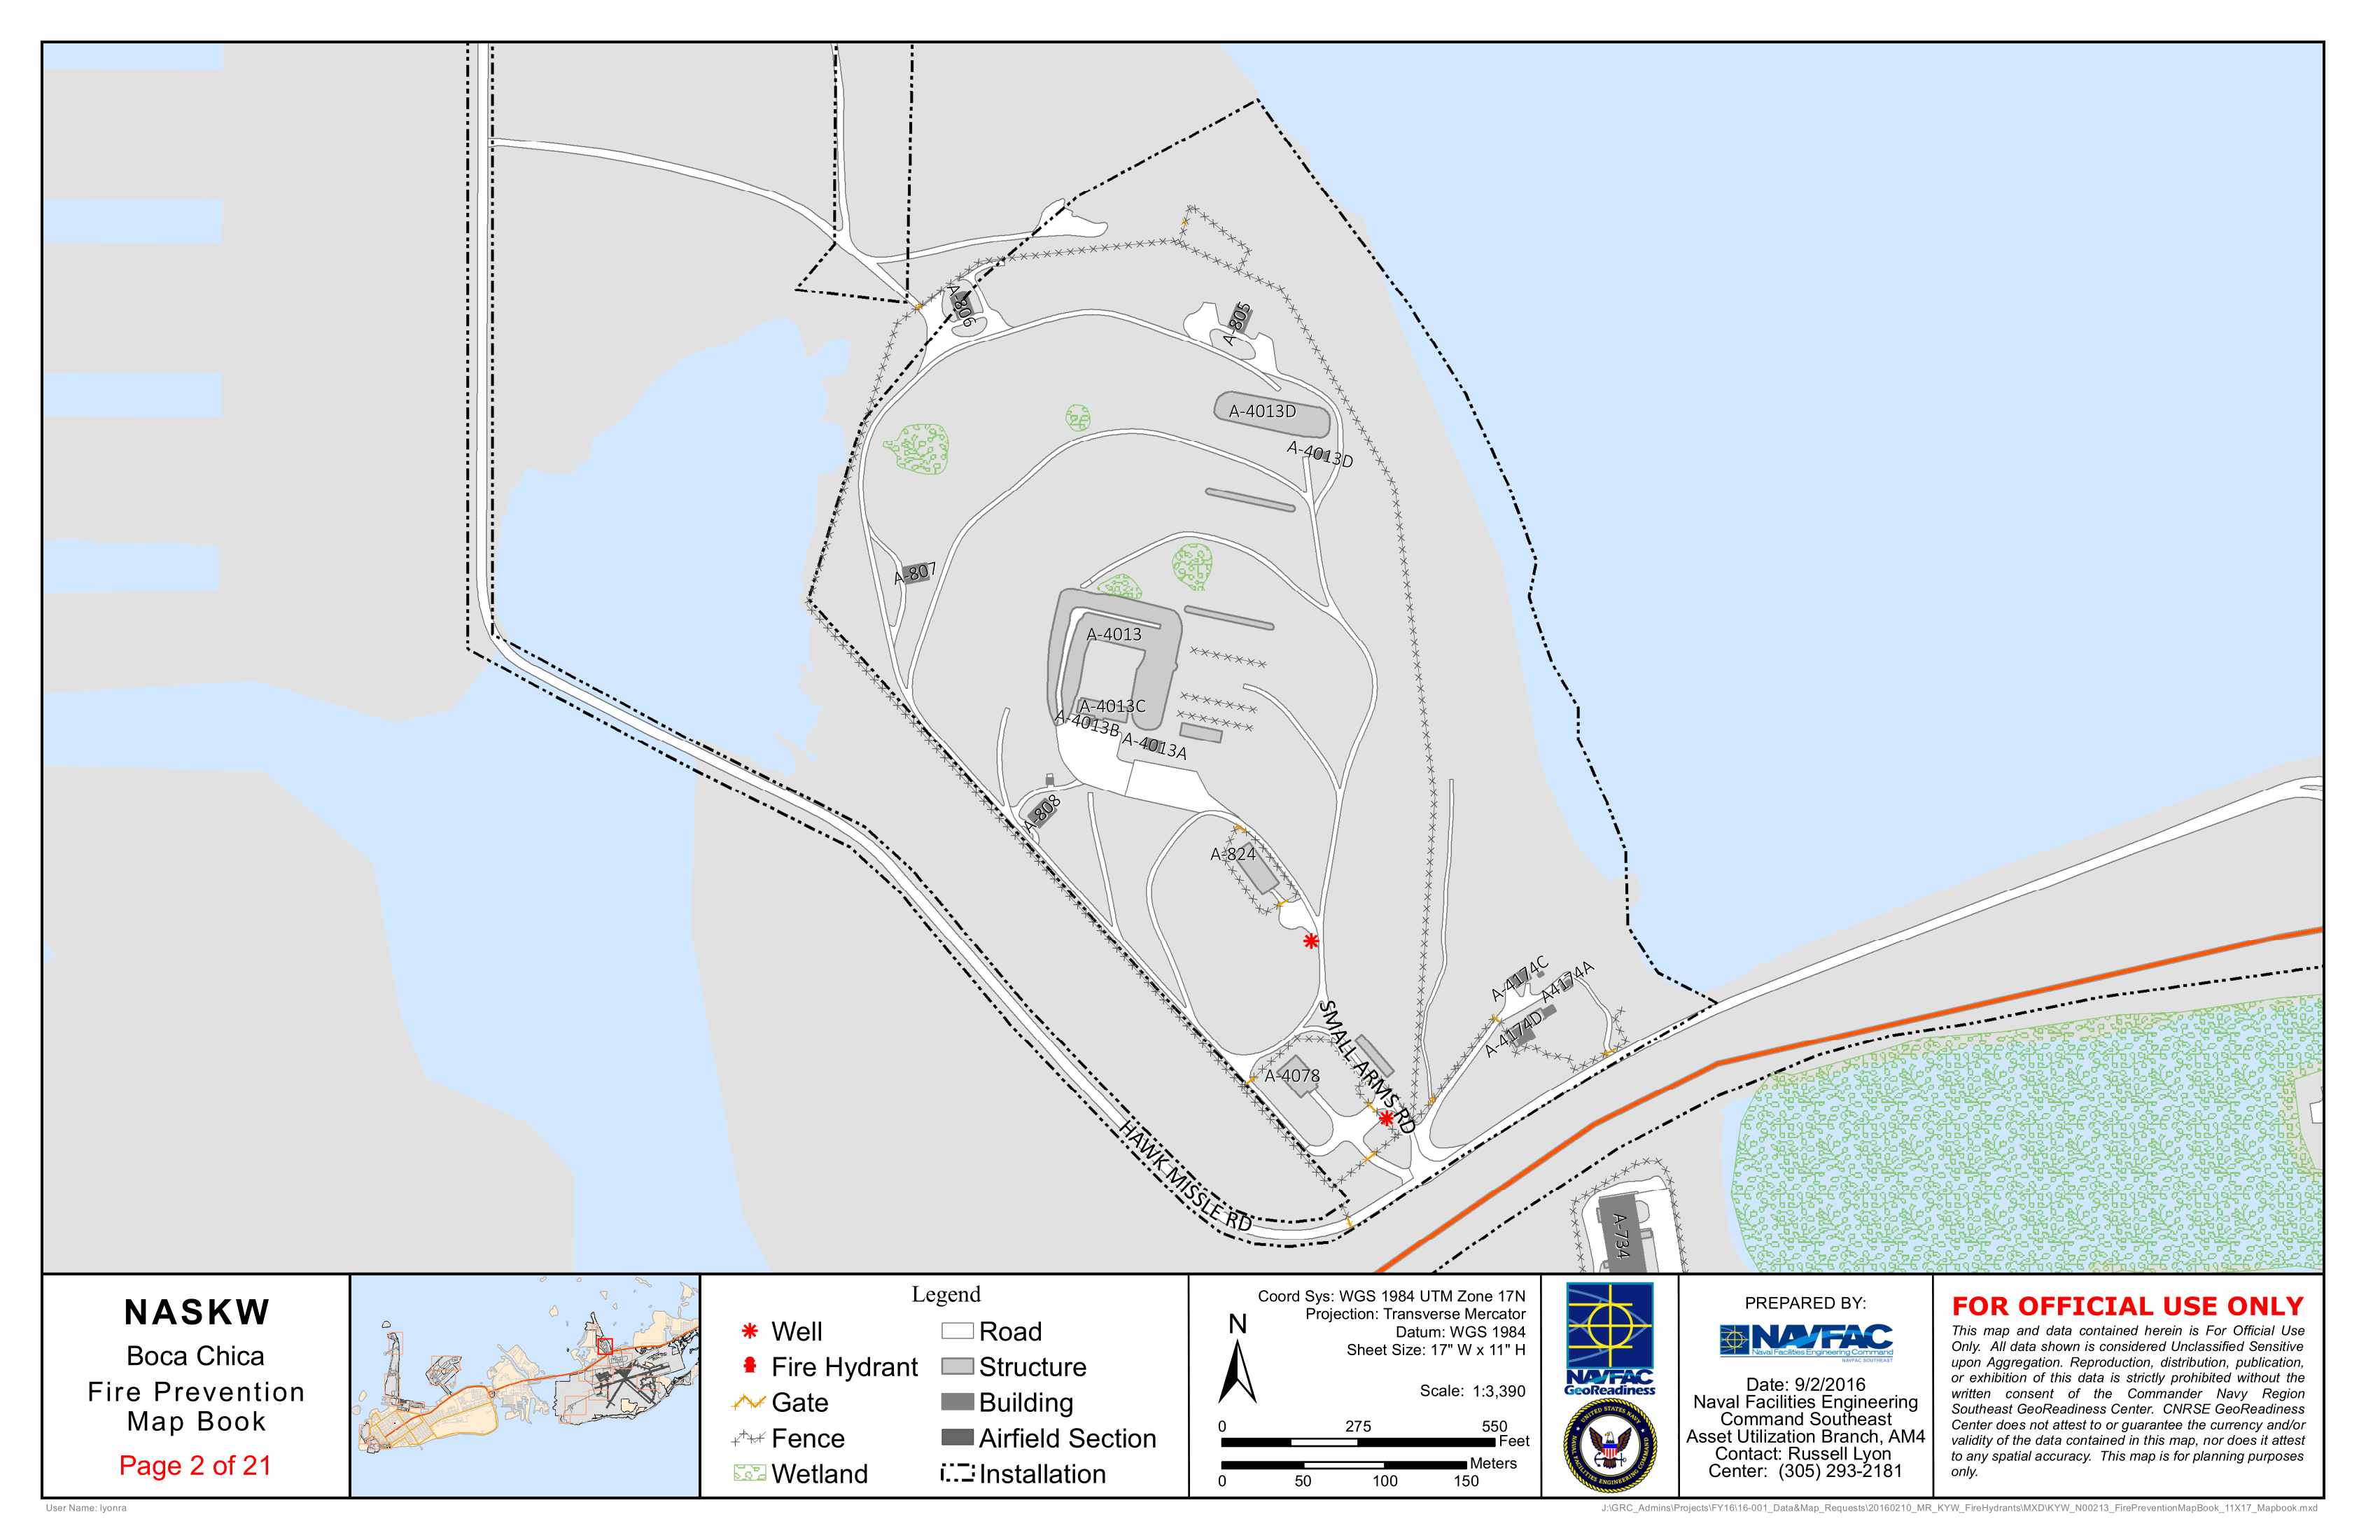 A-806
A-805
A-4013D
A-4013D
A-807
A-4013
A-4013C
A-4013B
A-4013A
A-808
A-824
A-4174C
A4174A
A-4174D
SMALL ARMS RD
A-4078
HAWK MISSLE RD
A-734
NASKW
Boca Chica
Fire Prevention
Map Book
Page 2 of 21
Legend
Well
Fire Hydrant
Gate
Fence
Wetland
Road
Structure
Building
Airfield Section
Installation
N
Coord Sys: WGS 1984 UTM Zone 17N
Projection: Transverse Mercator
Datum: WGS 1984
Sheet Size: 17" W x 11" H
Scale: 1:3,390
0 275 550
Feet
Meters
0 50 100 150
NAVFAC
GeoReadiness
UNITED STATES NAVY
NAVAL FACILITIES ENGINEERING COMMAND
PREPARED BY:
NAVFAC
Naval Facilities Engineering Command
NAVFAC SOUTHEAST
Date: 9/2/2016
Naval Facilities Engineering
Command Southeast
Asset Utilization Branch, AM4
Contact: Russell Lyon
Center: (305) 293-2181
FOR OFFICIAL USE ONLY
This map and data contained herein is For Official Use
Only. All data shown is considered Unclassified Sensitive
upon Aggregation. Reproduction, distribution, publication,
or exhibition of this data is strictly prohibited without the
written consent of the Commander Navy Region
Southeast GeoReadiness Center. CNRSE GeoReadiness
Center does not attest to or guarantee the currency and/or
validity of the data contained in this map, nor does it attest
to any spatial accuracy. This map is for planning purposes
only.
User Name: lyonra
J:\GRC_Admins\Projects\FY16\16-001_Data&Map_Requests\20160210_MR_KYW_FireHydrants\MXD\KYW_N00213_FirePreventionMapBook_11X17_Mapbook.mxd